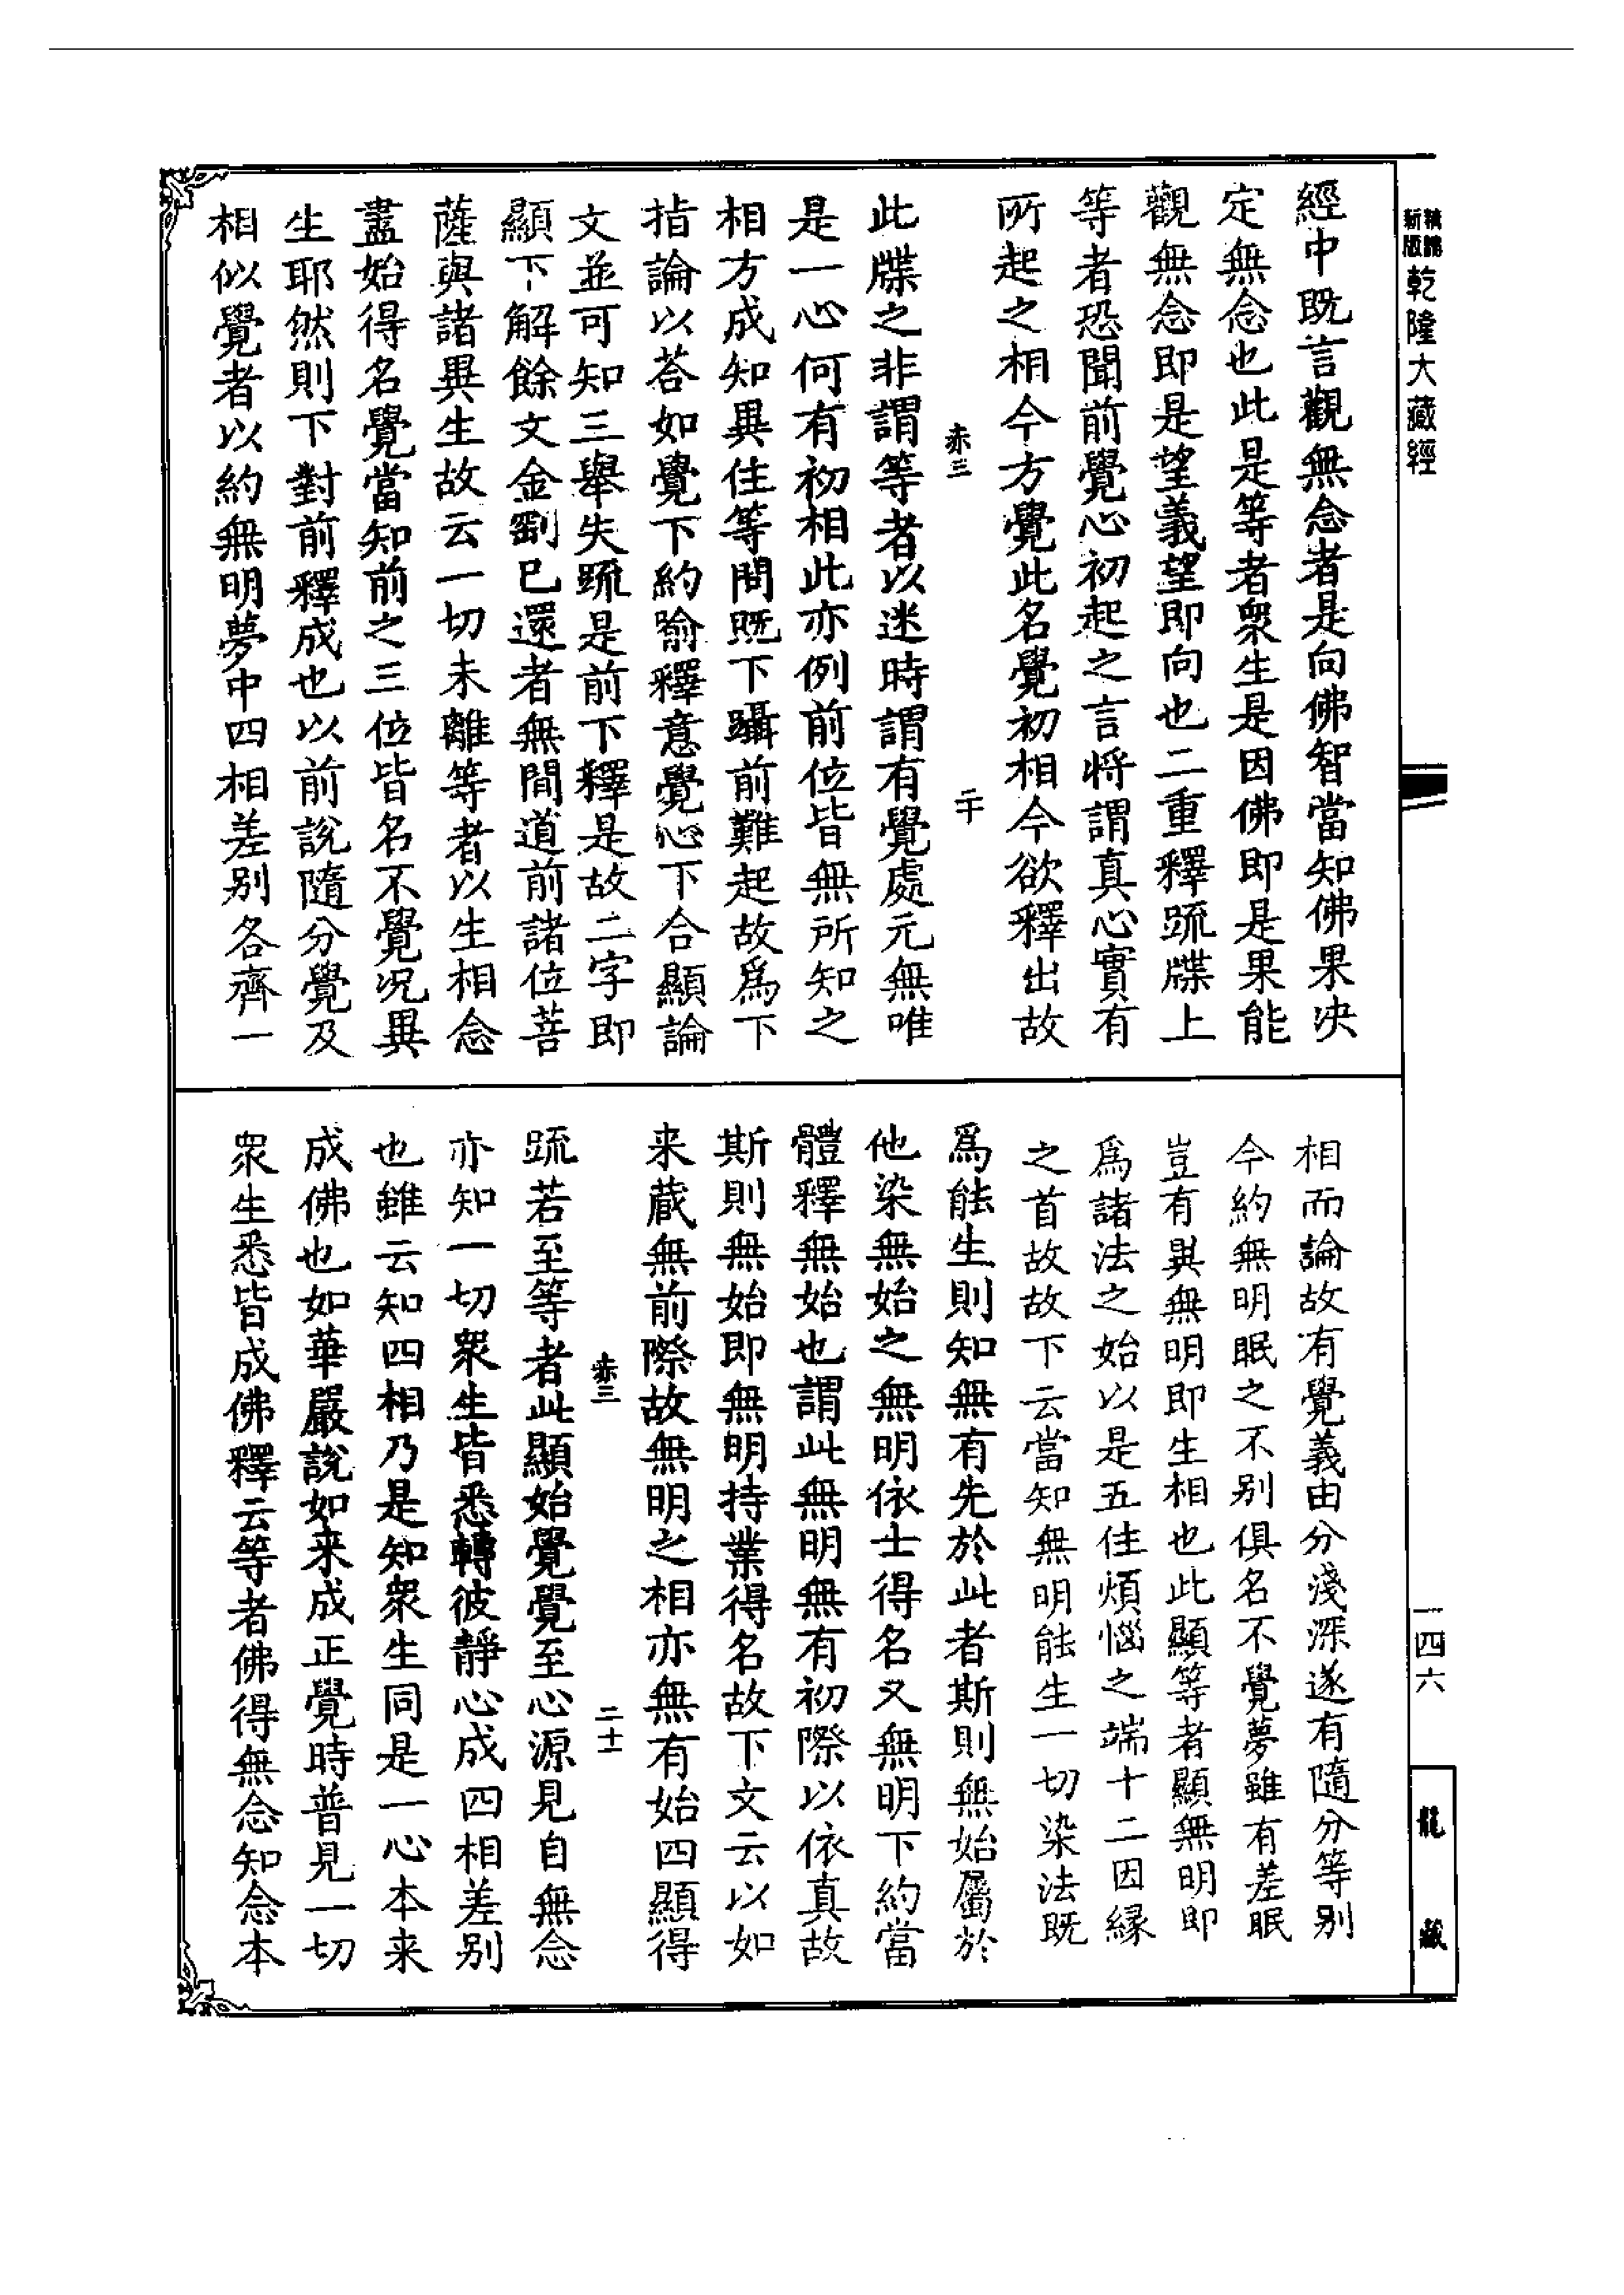 精編新版
乾隆大藏經
經中既言觀無念者是向佛智當知佛果決
定無念也此是等者衆生是因佛即是果能
觀無念即是望義望即向也二重釋䟽牒上
等者恐聞前覺心初起之言將謂真心實有
所起之相今方覺此名覺初相今欲釋出故
赤三
二十
此牒之非謂等者以迷時謂有覺處元無唯
是一心何有初相此亦例前位皆無所知之
相方成知異住等問既下躡前難起故爲下
指論以荅如覺下約喻釋意覺心下合顯論
文並可知三舉失䟽是前下釋是故二字即
顯下解餘文金剛已還者無間道前諸位菩
薩與諸異生故云一切未離等者以生相念
盡始得名覺當知前之三位皆名不覺况異
生耶然則下對前釋成也以前說隨分覺及
相似覺者以約無明夢中四相差別各齊一
相而論故有覺義由分淺深遂有隨分等別
今約無明眠之不別俱名不覺夢雖有差眠
豈有異無明即生相也此顯等者顯無明即
爲諸法之始以是五住煩惱之端十二因緣
之首故故下云當知無明能生一切染法既
爲能生則知無有先於此者斯則無始屬於
他染無始之無明依士得名又無明下約當
體釋無始也謂此無明無有初際以依真故
斯則無始即無明持業得名故下文云以如
来蔵無前際故無明之相亦無有始四顯得
赤三
二十一
䟽若至等者此顯始覺覺至心源見自無念
亦知一切衆生皆悉轉彼靜心成四相差別
也雖云知四相乃是知衆生同是一心本来
成佛也如華嚴說如来成正覺時普見一切
衆生悉皆成佛釋云等者佛得無念知念本
一四六
龍藏